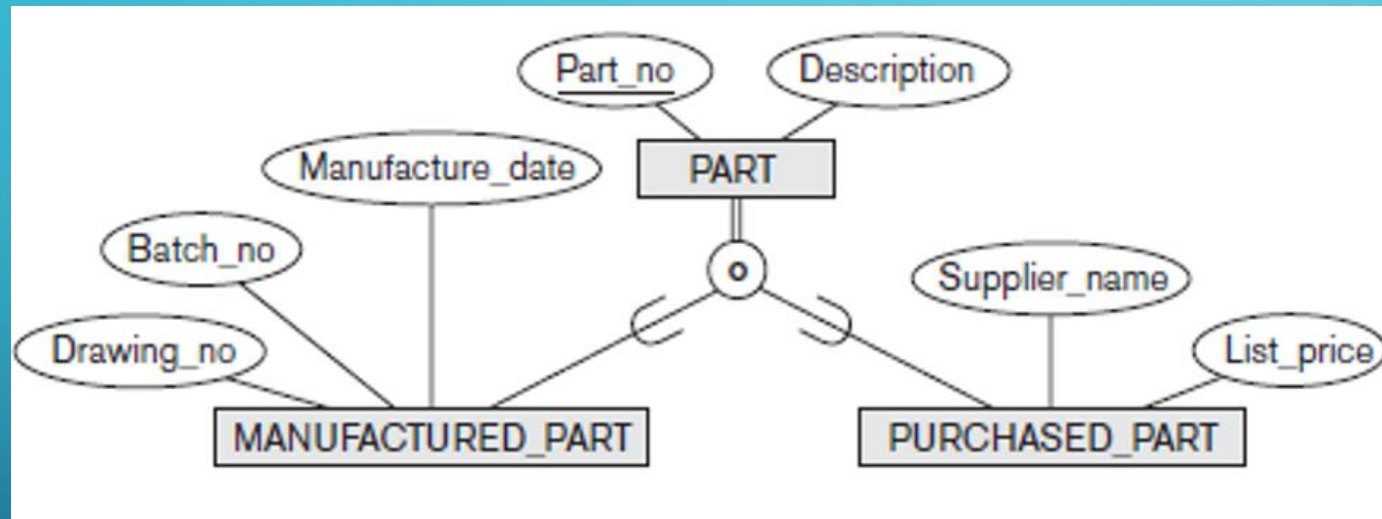 Part_no
Description
Manufacture_date
PART
Batch_no
o
Supplier_name
Drawing_no
List_price
MANUFACTURED_PART
PURCHASED_PART